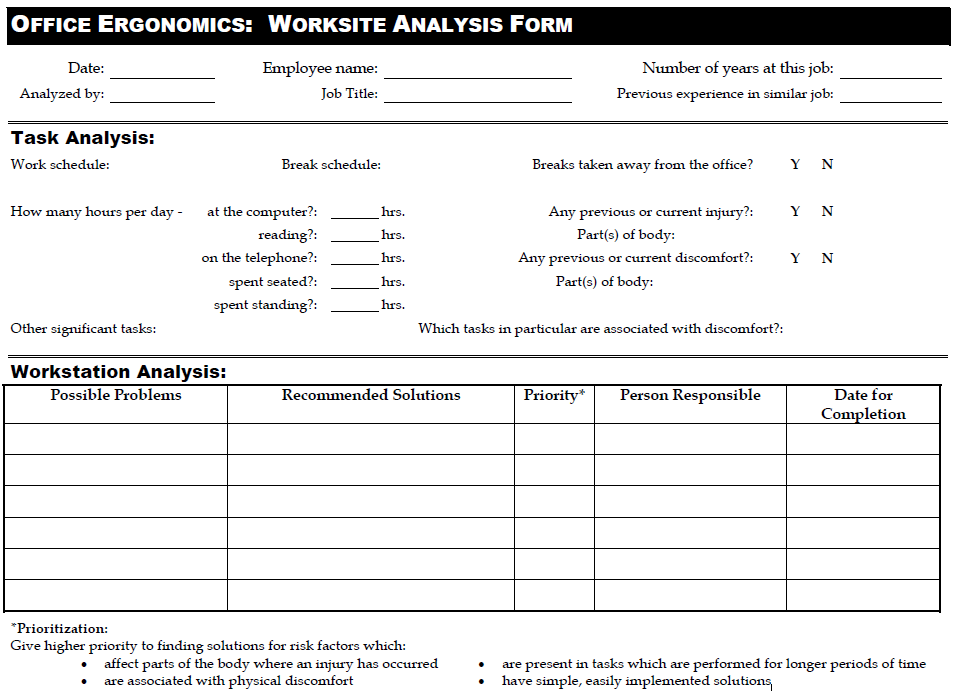 OFFICE ERGONOMICS: WORKSITE ANALYSIS FORM
Date: Employee name: Number of years at this job:
Analyzed by: Job Title: Previous experience in similar job:
Task Analysis:
Work schedule: Break schedule: Breaks taken away from the office? Y N
How many hours per day - at the computer?: ______ hrs. Any previous or current injury?: Y N
reading?: ______ hrs. Part(s) of body:
on the telephone?: ______ hrs. Any previous or current discomfort?: Y N
spent seated?: ______ hrs. Part(s) of body:
spent standing?: ______ hrs.
Other significant tasks: Which tasks in particular are associated with discomfort?:
Workstation Analysis:
Possible Problems Recommended Solutions Priority* Person Responsible Date for
Completion
*Prioritization:
Give higher priority to finding solutions for risk factors which:
• affect parts of the body where an injury has occurred • are present in tasks which are performed for longer periods of time
• are associated with physical discomfort • have simple, easily implemented solutions